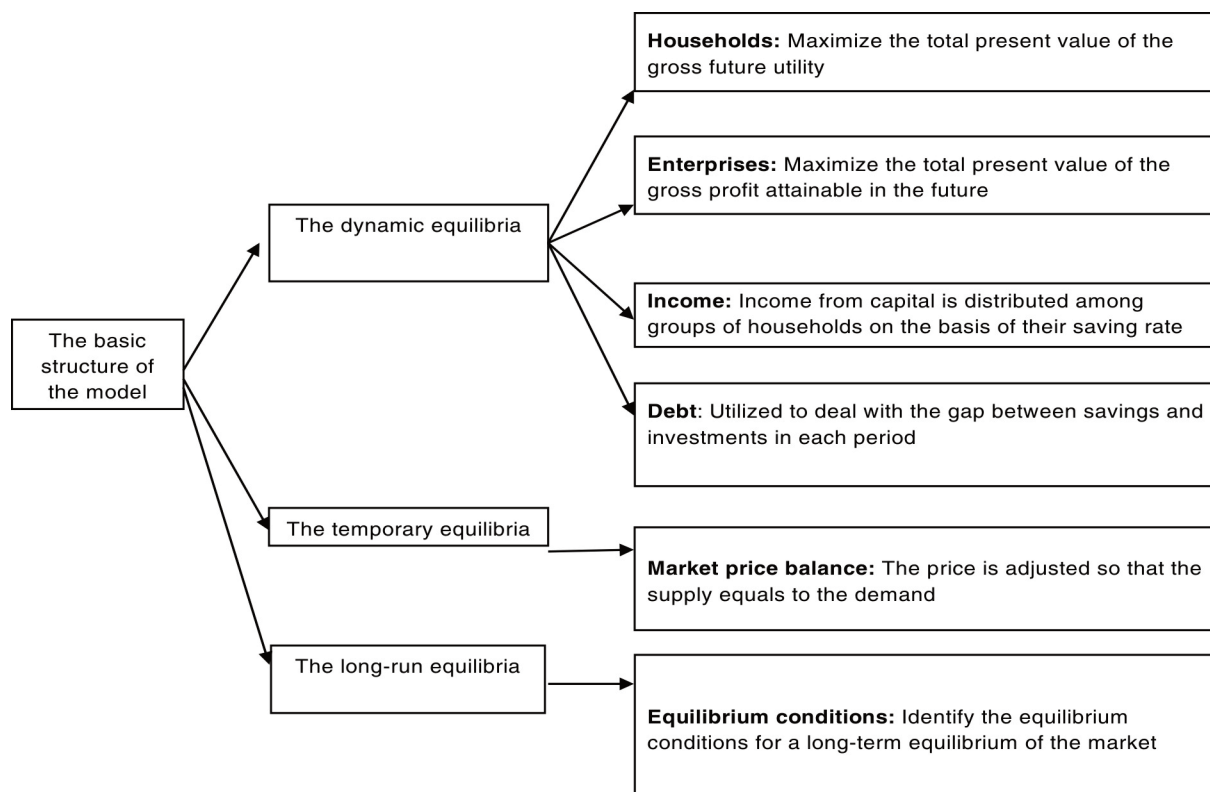 Households: Maximize the total present value of the
gross future utility
Enterprises: Maximize the total present value of the
gross profit attainable in the future
The dynamic equilibria
Income: Income from capital is distributed among
groups of households on the basis of their saving rate
The basic
structure of
the model
Debt: Utilized to deal with the gap between savings and
investments in each period
The temporary equilibria
Market price balance: The price is adjusted so that the
supply equals to the demand
The long-run equilibria
Equilibrium conditions: Identify the equilibrium
conditions for a long-term equilibrium of the market